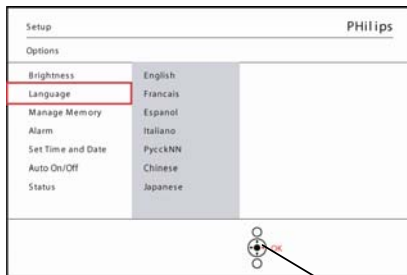 Setup
PHilips
Options
Brightness
English
Language
Francais
Manage Memory
Espanol
Alarm
Italiano
Set Time and Date
PycckNN
Auto On/Off
Chinese
Status
Japanese
OK